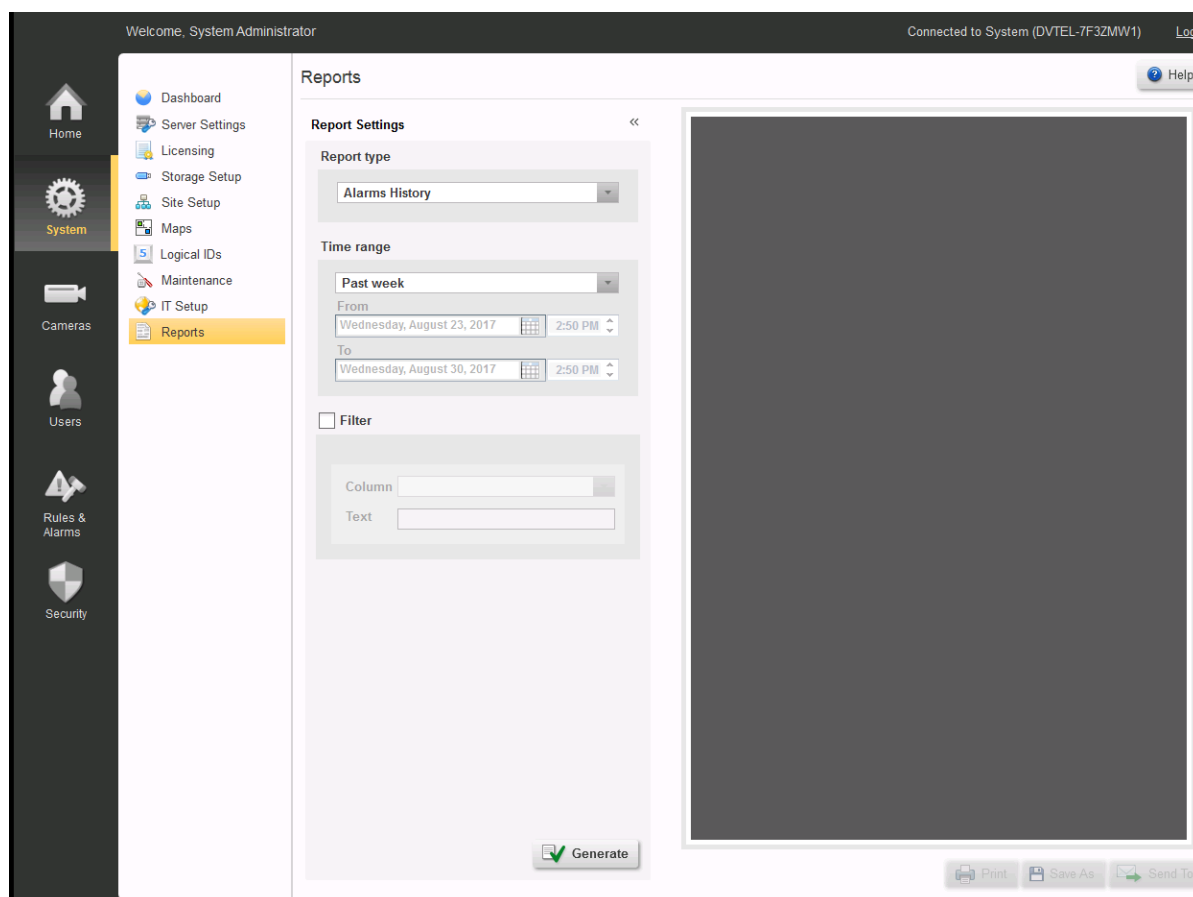 Welcome, System Administrator
Connected to System (DVTEL-7F3ZMW1)
Home
System
Cameras
Users
Rules &
Alarms
Security
Dashboard
Server Settings
Licensing
Storage Setup
Site Setup
Maps
5 Logical IDs
Maintenance
IT Setup
Reports
Reports
? Help
Report Settings «
Report type
Alarms History
Time range
Past week
From
Wednesday, August 23, 2017 2:50 PM
To
Wednesday, August 30, 2017 2:50 PM
Filter
Column
Text
Generate
Print
Save As
Send To